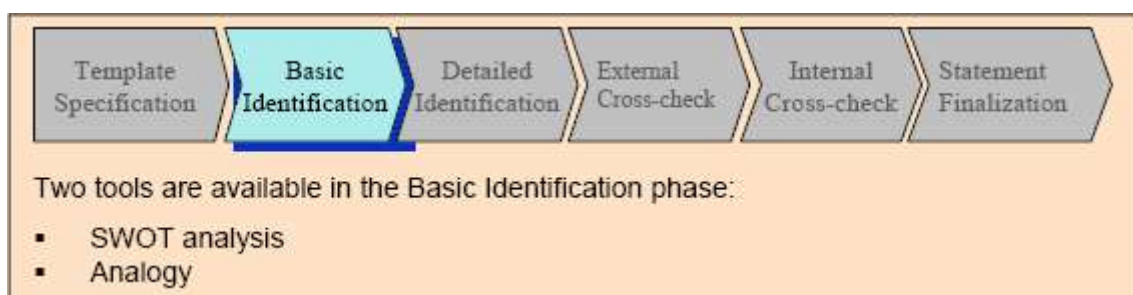 Template
Specification
Basic
Identification
Detailed
Identification
External
Cross-check
Internal
Cross-check
Statement
Finalization
Two tools are available in the Basic Identification phase:
▪ SWOT analysis
▪ Analogy